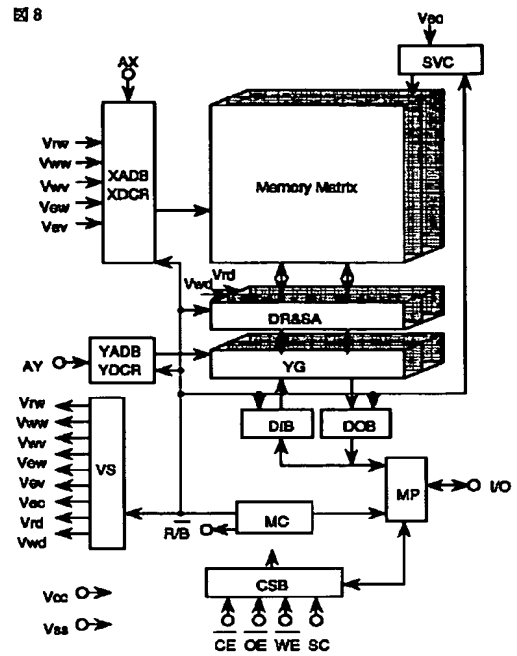 図 8
Vec
SVC
AX
XADB
XDCR
Vrw
Vww
Vwv
Vew
Vev
Memory Matrix
Vwd
Vrd
DR&SA
AY
YADB
YDCR
YG
DIB
DOB
Vrw
Vww
Vwv
Vew
Vev
Vec
Vrd
Vwd
VS
MP
I/O
R/B
MC
CSB
Vcc
Vss
CE
OE
WE
SC